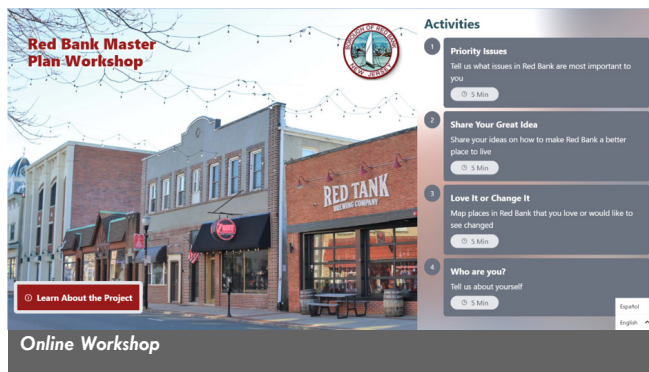 Red Bank Master
Plan Workshop
BOROUGH OF RED BANK
NEW JERSEY
RED TANK
BREWING COMPANY
Learn About the Project
Activities
1
Priority Issues
Tell us what issues in Red Bank are most important to
you
5 Min
2
Share Your Great Idea
Share your ideas on how to make Red Bank a better
place to live
5 Min
3
Love It or Change It
Map places in Red Bank that you love or would like to
see changed
5 Min
4
Who are you?
Tell us about yourself
5 Min
Español
English
Online Workshop